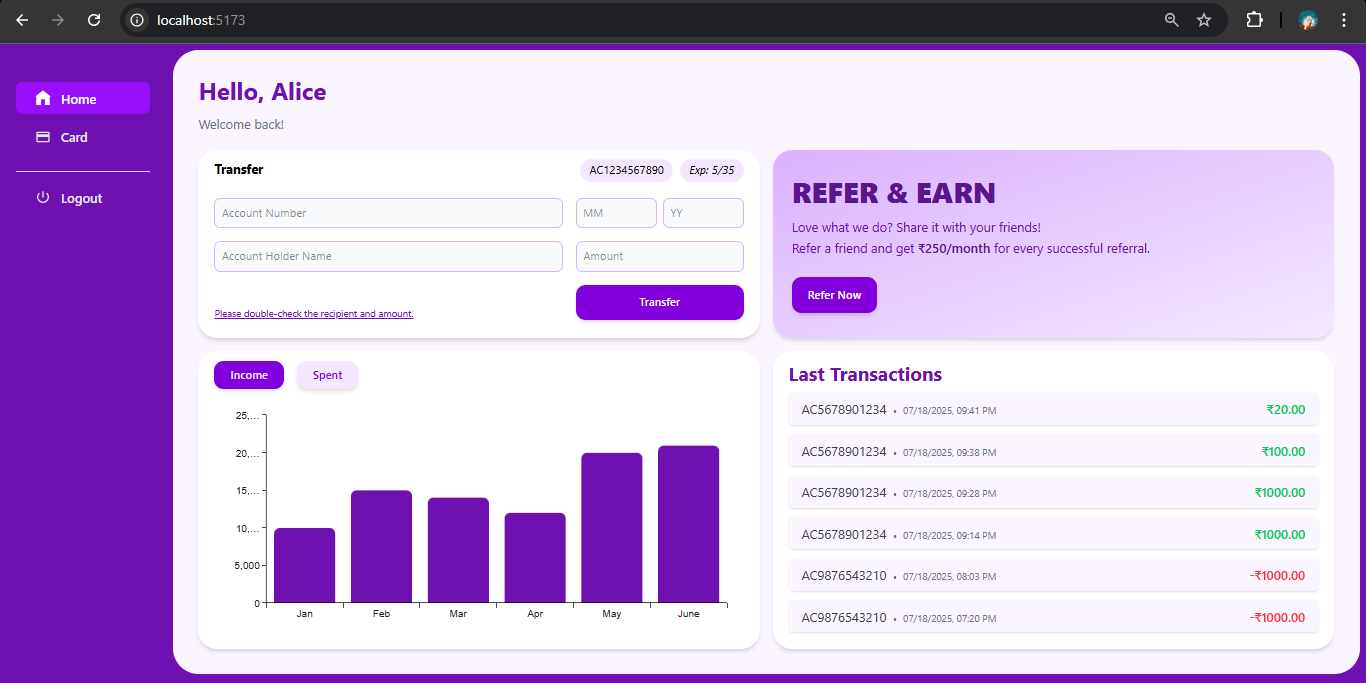 localhost:5173
Home
Card
Logout
Hello, Alice
Welcome back!
Transfer
AC1234567890
Exp: 5/35
Account Number
MM
YY
Account Holder Name
Amount
Please double-check the recipient and amount.
Transfer
REFER & EARN
Love what we do? Share it with your friends!
Refer a friend and get ₹250/month for every successful referral.
Refer Now
Income
Spent
25,...
20,...
15,...
10,...
5,000
0
Jan
Feb
Mar
Apr
May
June
Last Transactions
AC5678901234 • 07/18/2025, 09:41 PM ₹20.00
AC5678901234 • 07/18/2025, 09:38 PM ₹100.00
AC5678901234 • 07/18/2025, 09:28 PM ₹1000.00
AC5678901234 • 07/18/2025, 09:14 PM ₹1000.00
AC9876543210 • 07/18/2025, 08:03 PM -₹1000.00
AC9876543210 • 07/18/2025, 07:20 PM -₹1000.00